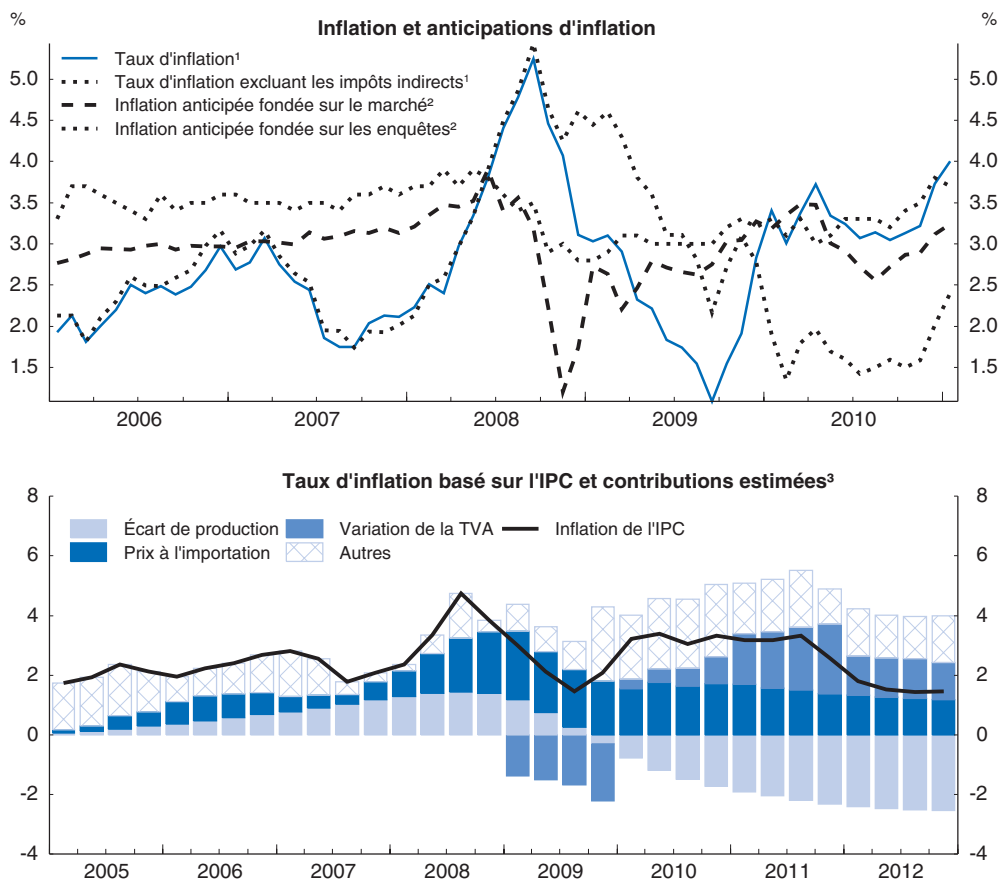 Inflation et anticipations d'inflation
% %
Taux d'inflation¹
Taux d'inflation excluant les impôts indirects¹
Inflation anticipée fondée sur le marché²
Inflation anticipée fondée sur les enquêtes²
5.0 5.0
4.5 4.5
4.0 4.0
3.5 3.5
3.0 3.0
2.5 2.5
2.0 2.0
1.5 1.5
2006 2007 2008 2009 2010
Taux d'inflation basé sur l'IPC et contributions estimées³
Écart de production Variation de la TVA Inflation de l'IPC
Prix à l'importation Autres
8 8
6 6
4 4
2 2
0 0
-2 -2
-4 -4
2005 2006 2007 2008 2009 2010 2011 2012